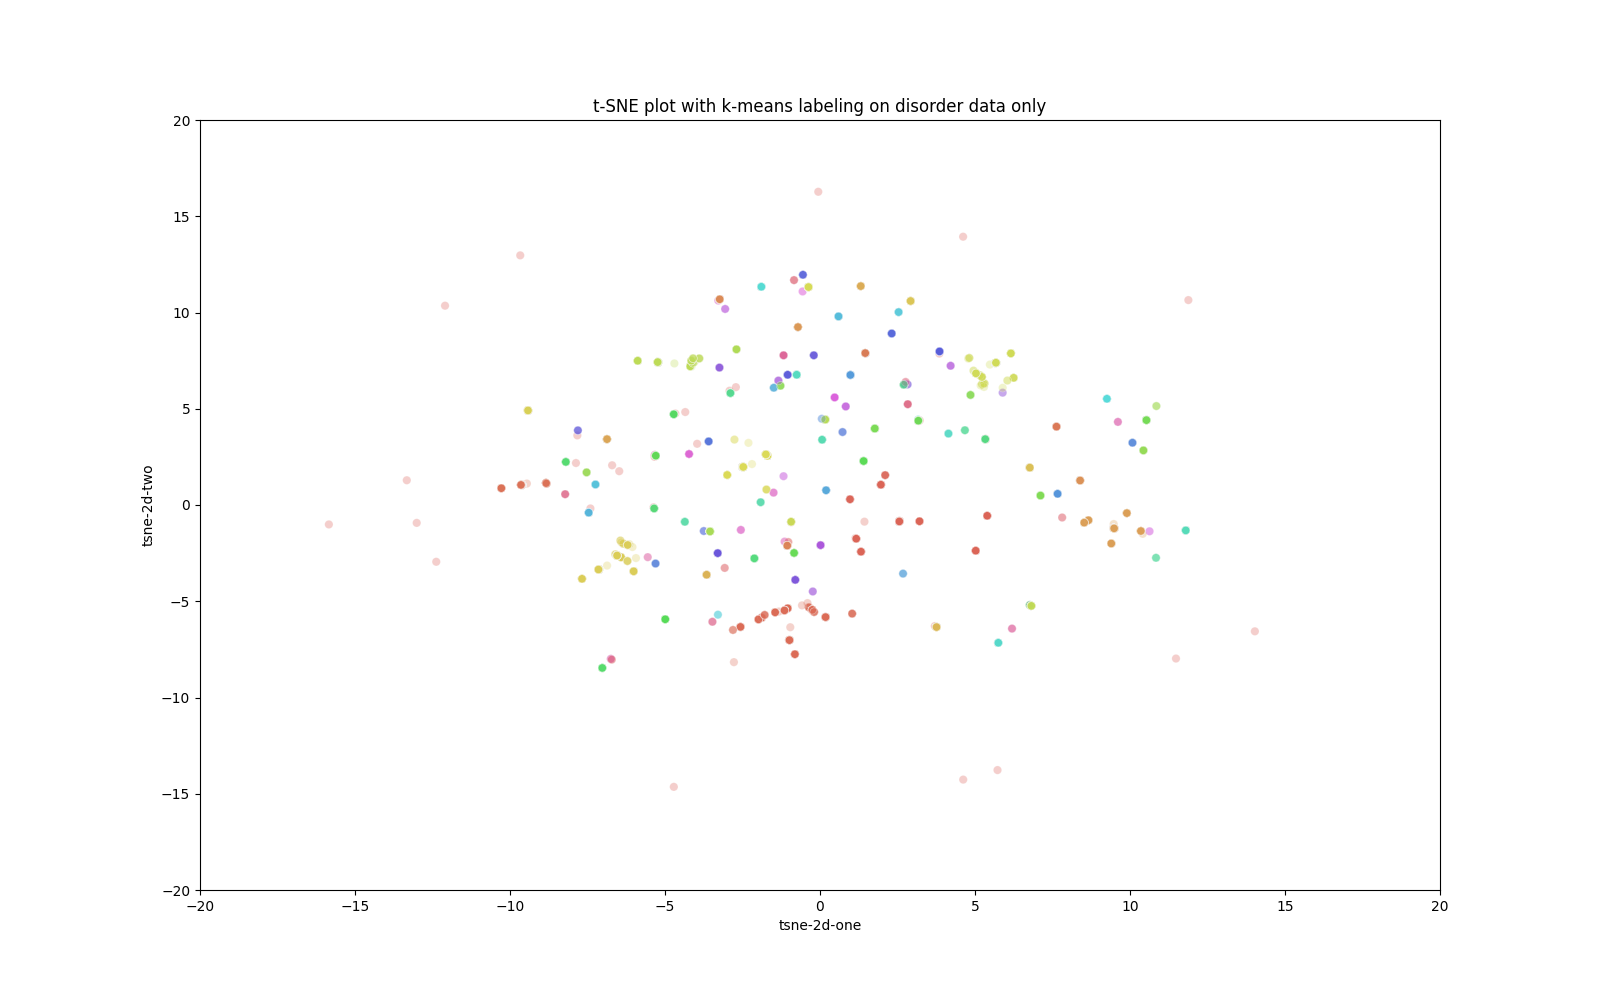 t-SNE plot with k-means labeling on disorder data only
20
15
10
5
0
−5
−10
−15
−20
tsne-2d-two
−20 −15 −10 −5 0 5 10 15 20
tsne-2d-one